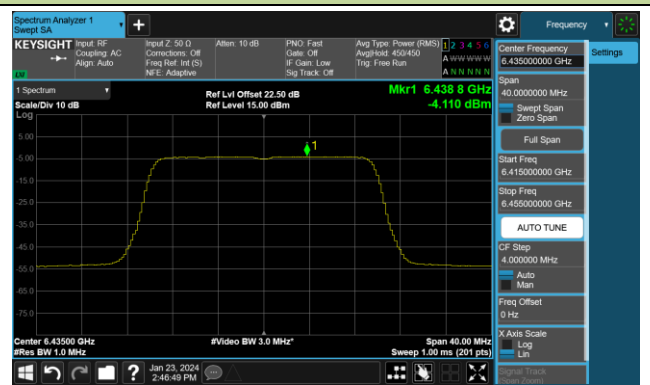 Spectrum Analyzer 1
Swept SA
+
Frequency
KEYSIGHT
Input: RF
Coupling: AC
Align: Auto
Input Z: 50 Ω
Corrections: Off
Freq Ref: Int (S)
NFE: Adaptive
Atten: 10 dB
PNO: Fast
Gate: Off
IF Gain: Low
Sig Track: Off
Avg Type: Power (RMS)
Avg|Hold: 450/450
Trig: Free Run
1 2 3 4 5 6
A W W W W W
A N N N N N
LW
1 Spectrum
Scale/Div 10 dB
Log
Ref Lvl Offset 22.50 dB
Ref Level 15.00 dBm
Mkr1 6.438 8 GHz
-4.110 dBm
5.00
-5.00
-15.0
-25.0
-35.0
-45.0
-55.0
-65.0
-75.0
1
Center 6.43500 GHz
#Res BW 1.0 MHz
#Video BW 3.0 MHz*
Span 40.00 MHz
Sweep 1.00 ms (201 pts)
Jan 23, 2024
2:46:49 PM
Center Frequency
6.435000000 GHz
Settings
Span
40.0000000 MHz
Swept Span
Zero Span
Full Span
Start Freq
6.415000000 GHz
Stop Freq
6.455000000 GHz
AUTO TUNE
CF Step
4.000000 MHz
Auto
Man
Freq Offset
0 Hz
X Axis Scale
Log
Lin
Signal Track
(Span Zoom)